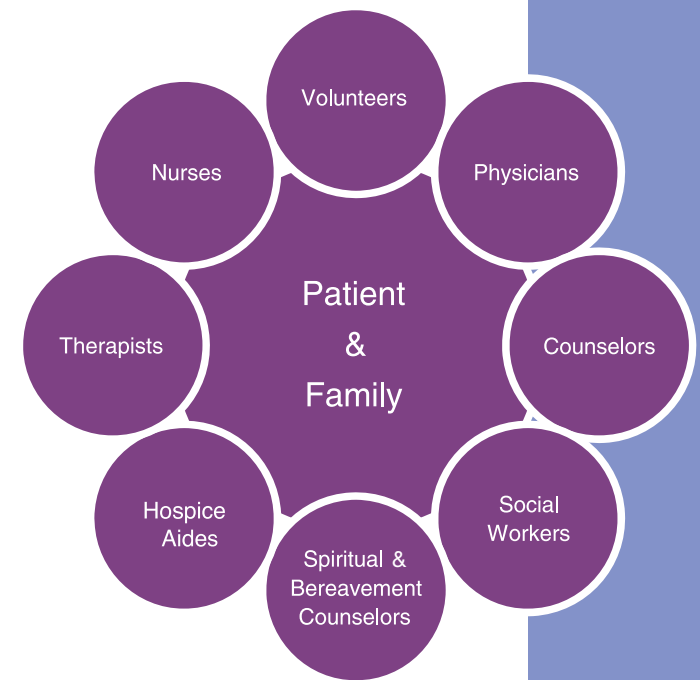 Volunteers
Nurses
Physicians
Patient
&
Family
Therapists
Counselors
Hospice
Aides
Social
Workers
Spiritual &
Bereavement
Counselors